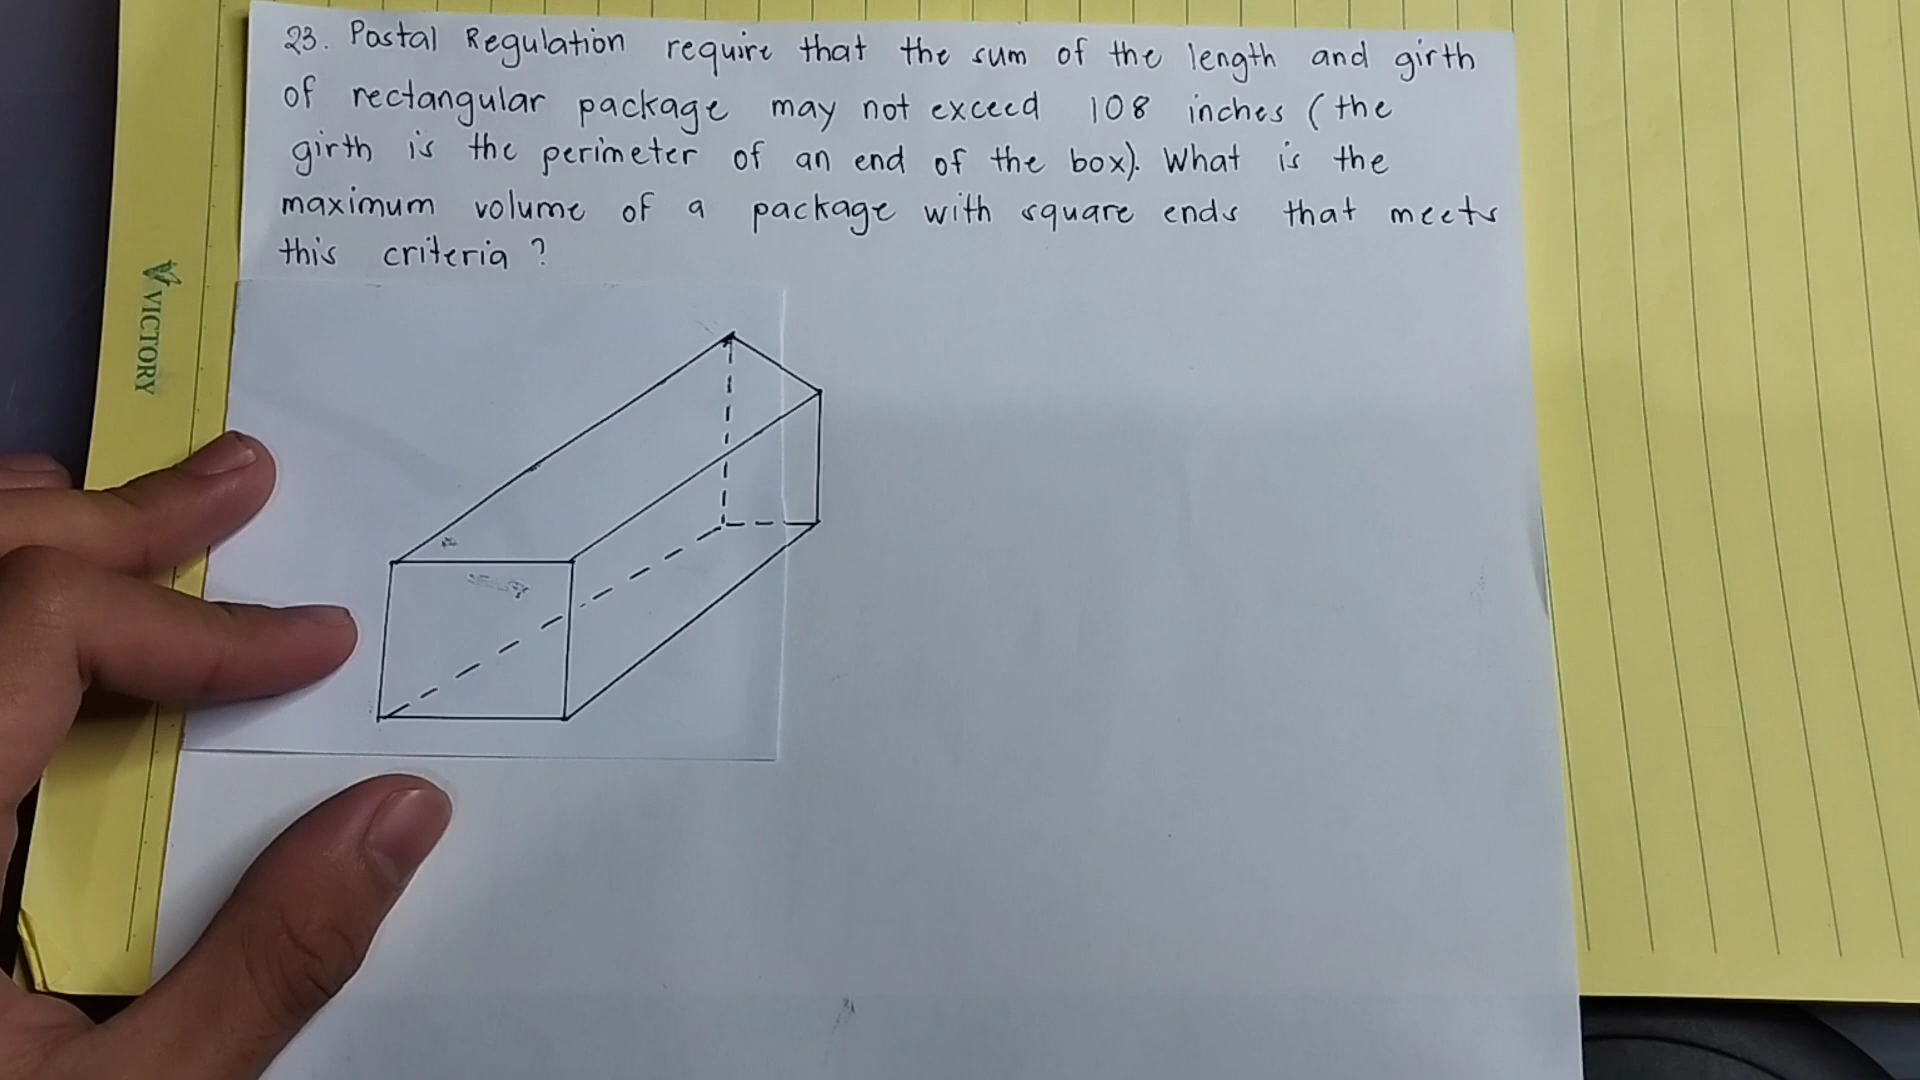 23. Postal Regulation require that the sum of the length and girth
of rectangular package may not exceed 108 inches (the
girth is the perimeter of an end of the box). What is the
maximum volume of a package with square ends that meets
this criteria?
VICTORY